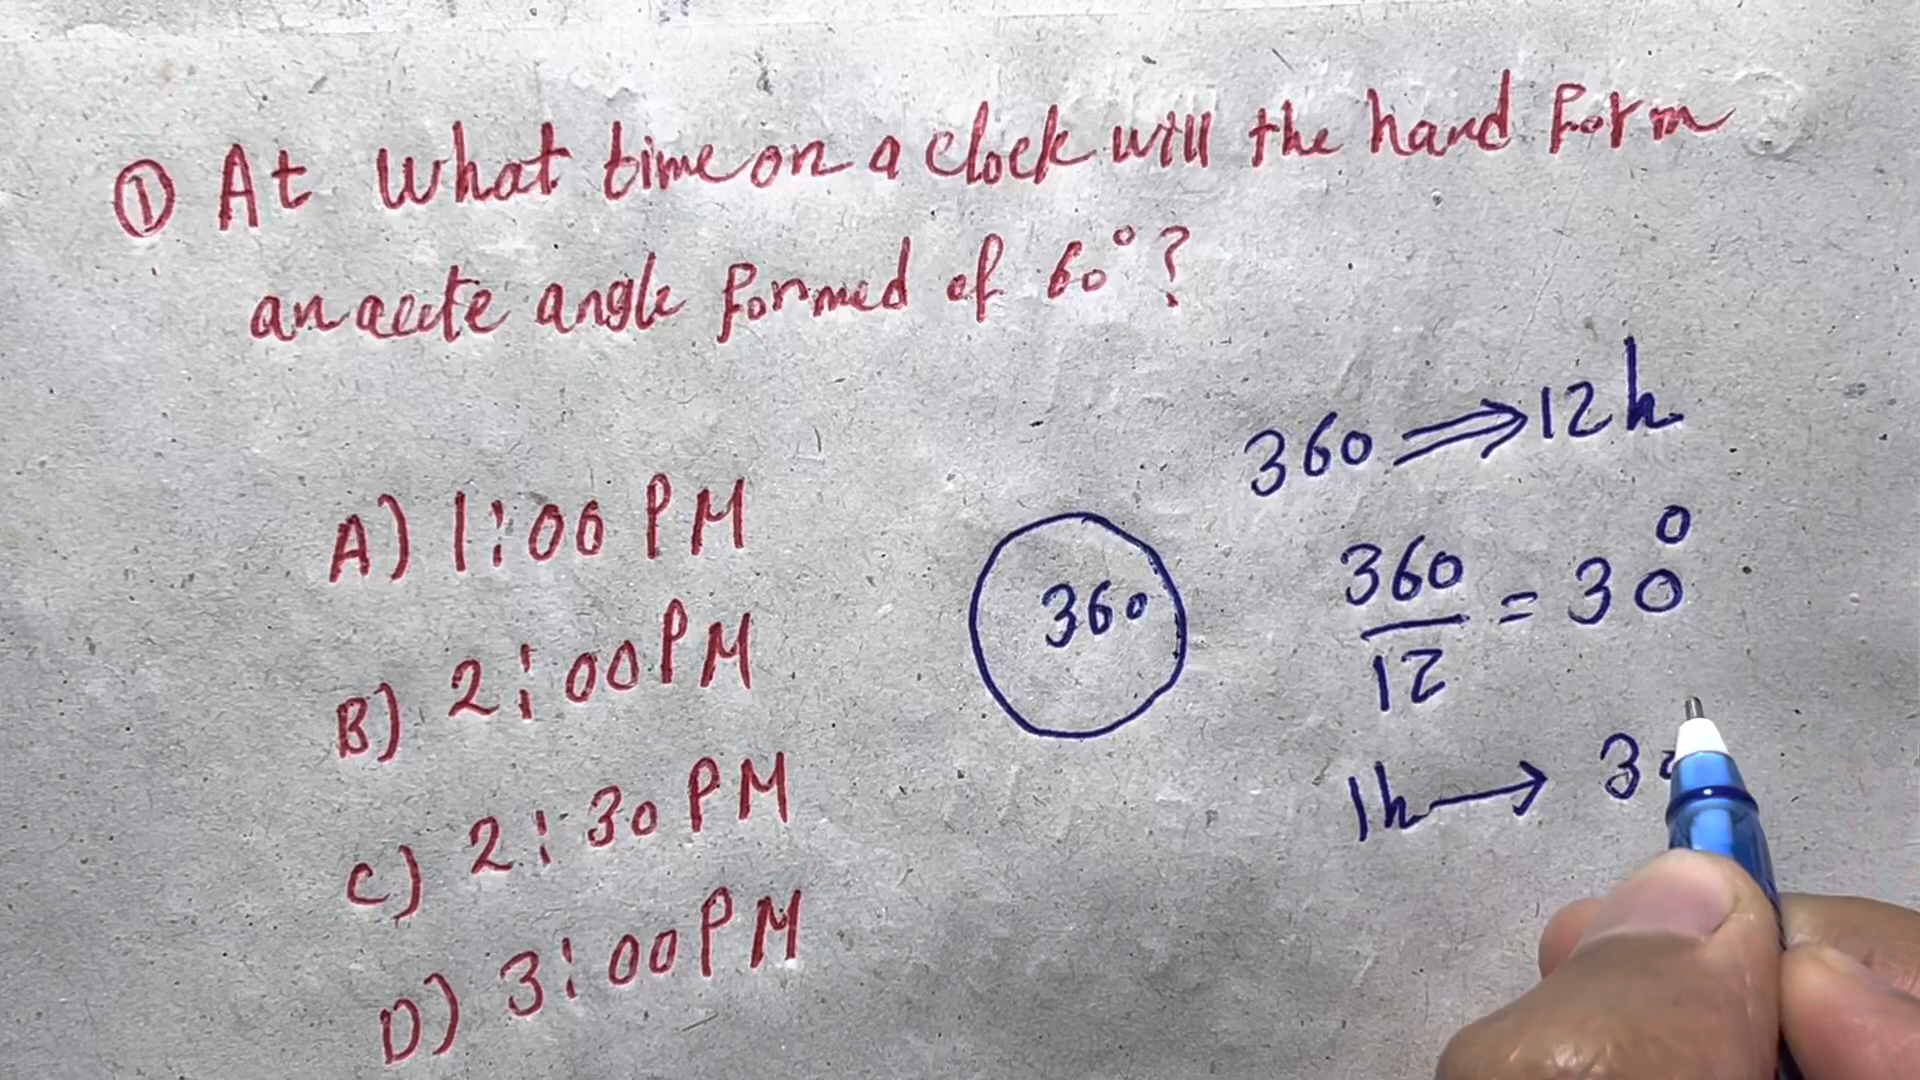 ① At What time on a clock will the hand Form
an acute angle formed of 60°?
360 ⟹ 12h
A) 1:00 PM
360
360/12 = 30°
B) 2:00 PM
1h → 3
C) 2:30 PM
D) 3:00 PM